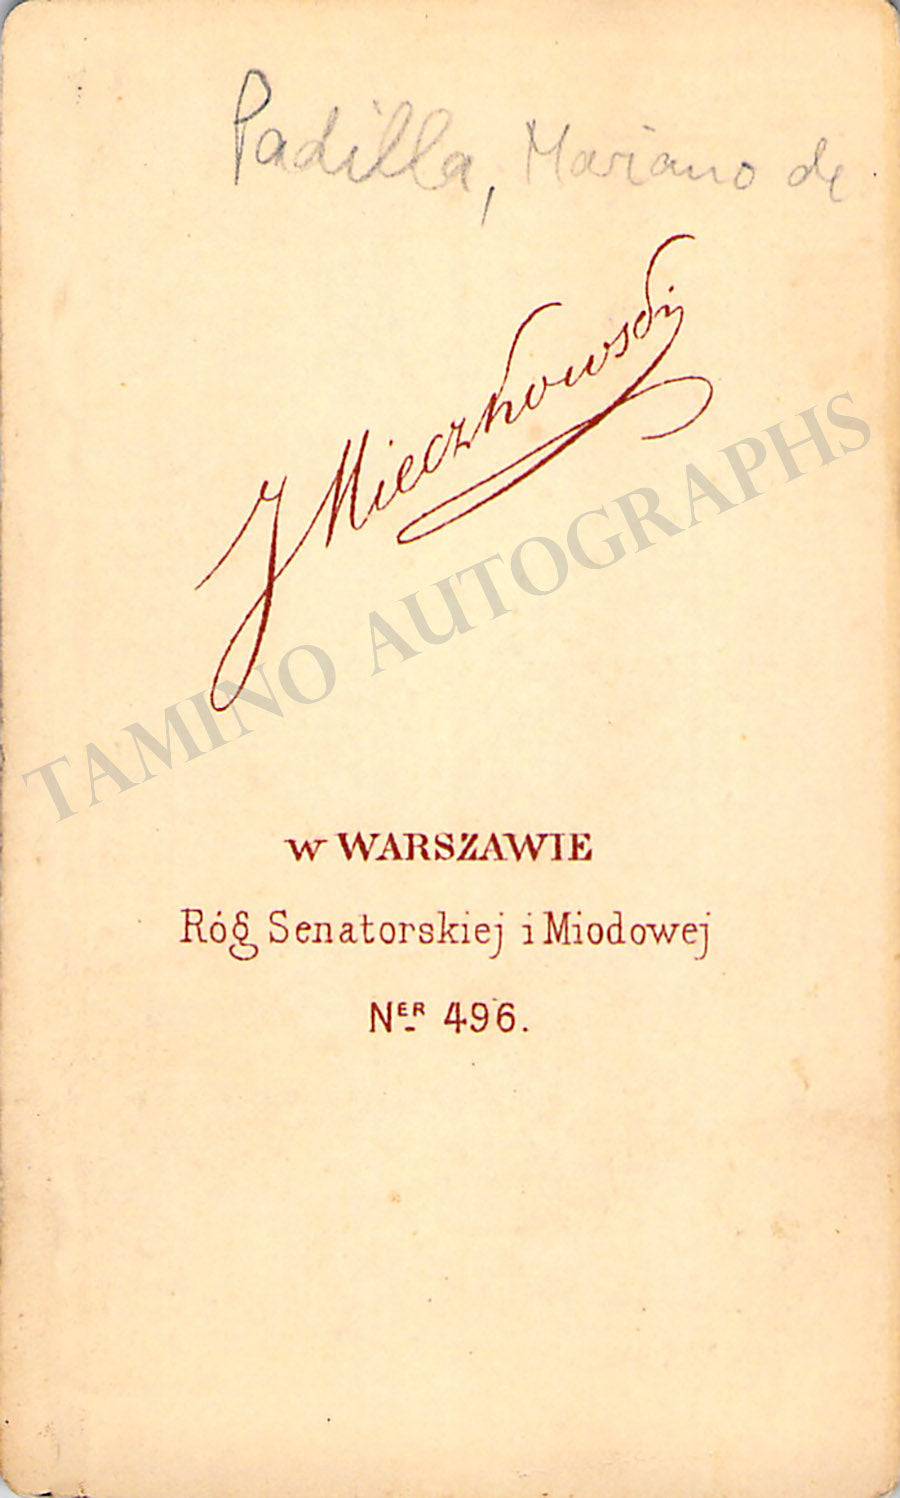 Padilla, Mariano de
J Mieczkowski
TAMINO AUTOGRAPHS
w WARSZAWIE
Róg Senatorskiej i Miodowej
NER 496.